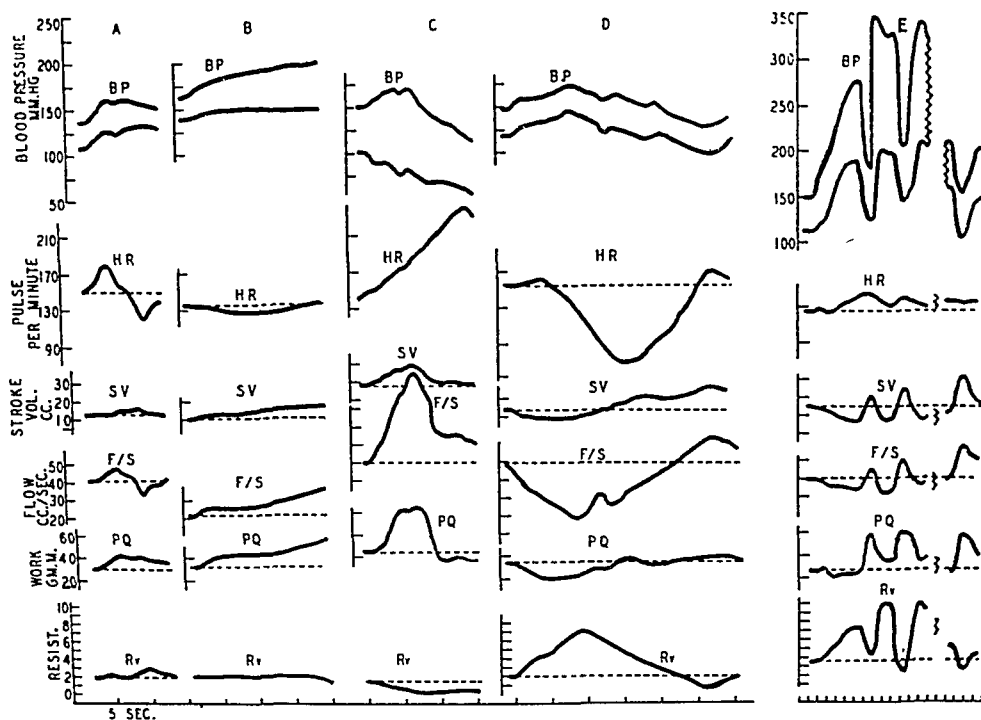 A B C D E
BLOOD PRESSURE
MM.HG
250
200
150
100
50
BP BP BP BP BP
350
300
250
200
150
100
PULSE
PER MINUTE
210
170
130
90
HR HR HR HR HR
STROKE
VOL.
CC.
30
10
SV SV SV SV SV
FLOW
CC./SEC.
50
40
30
20
F/S F/S F/S F/S F/S
WORK
GM.M.
60
40
20
PQ PQ PQ PQ PQ
RESIST.
10
8
6
4
2
0
Rv Rv Rv Rv Rv
5 SEC.